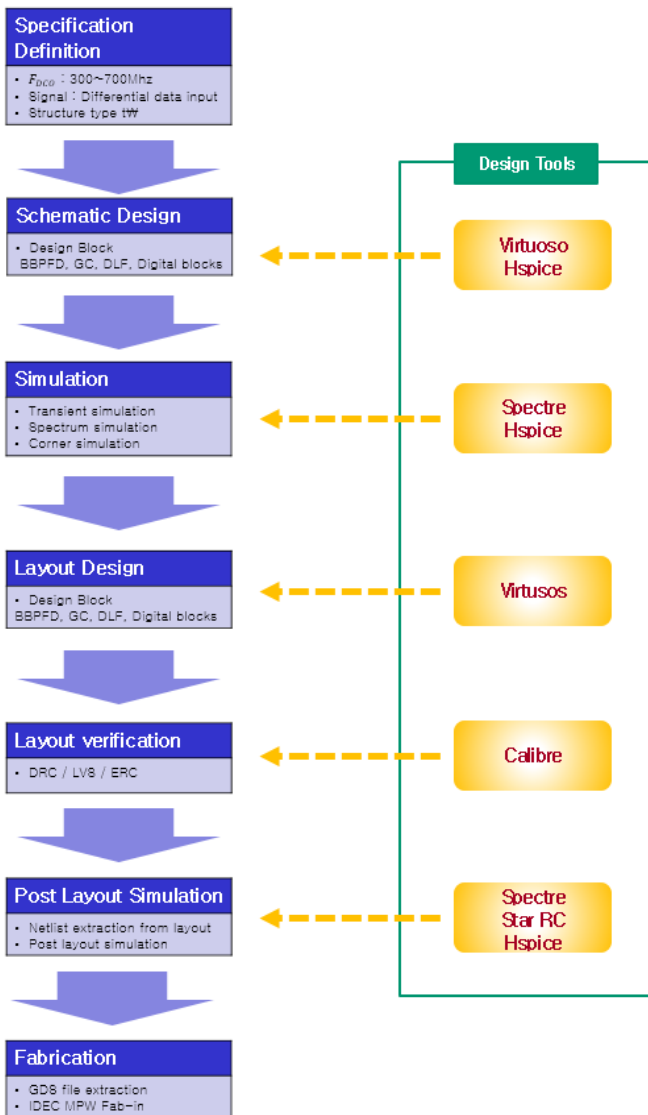 Specification
Definition
• F_DCO : 300~700Mhz
• Signal : Differential data input
• Structure type t₩
Design Tools
Schematic Design
• Design Block
BBPFD, GC, DLF, Digital blocks
Virtuoso
Hspice
Simulation
• Transient simulation
• Spectrum simulation
• Corner simulation
Spectre
Hspice
Layout Design
• Design Block
BBPFD, GC, DLF, Digital blocks
Virtusos
Layout verification
• DRC / LVS / ERC
Calibre
Post Layout Simulation
• Netlist extraction from layout
• Post layout simulation
Spectre
Star RC
Hspice
Fabrication
• GDS file extraction
• IDEC MPW Fab-in